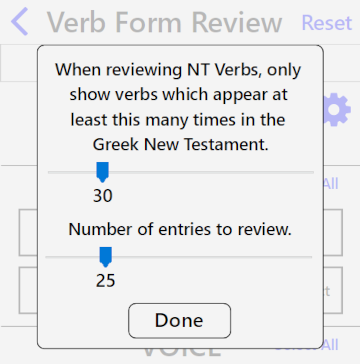 Verb Form Review Reset
When reviewing NT Verbs, only
show verbs which appear at
least this many times in the
Greek New Testament.
All
30
Number of entries to review.
25
Done
VOICE
All